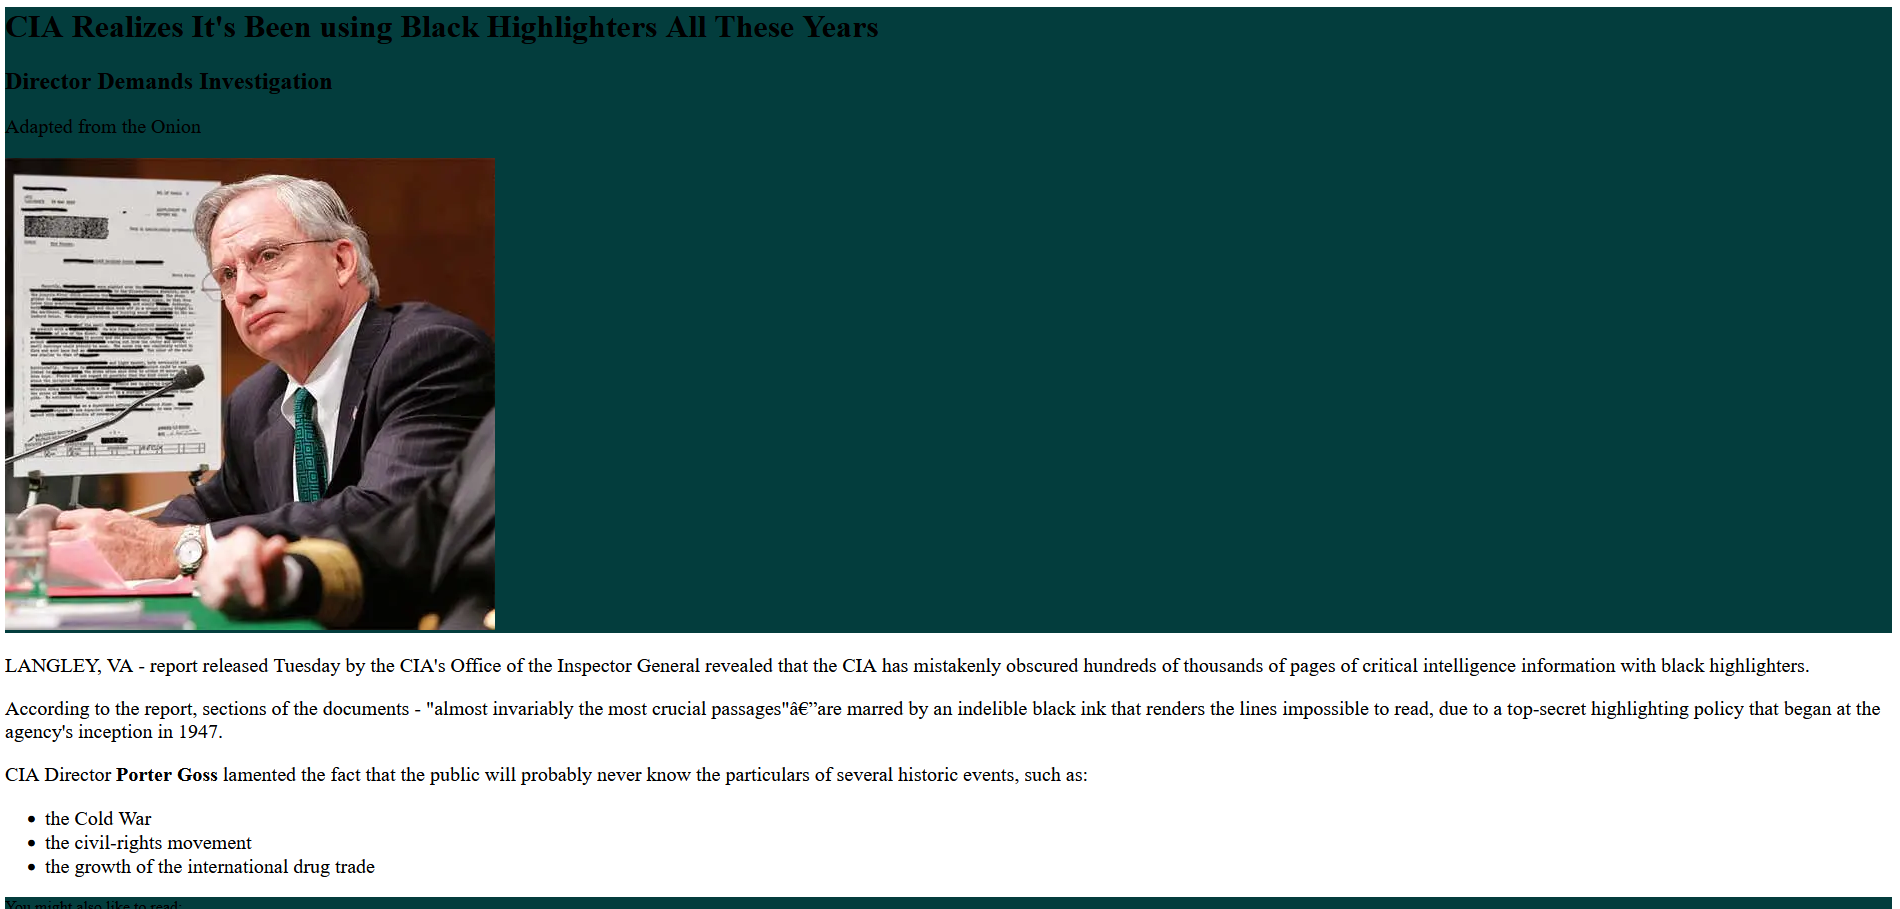 CIA Realizes It's Been using Black Highlighters All These Years
Director Demands Investigation
Adapted from the Onion
LANGLEY, VA - report released Tuesday by the CIA's Office of the Inspector General revealed that the CIA has mistakenly obscured hundreds of thousands of pages of critical intelligence information with black highlighters.
According to the report, sections of the documents - "almost invariably the most crucial passages"â€”are marred by an indelible black ink that renders the lines impossible to read, due to a top-secret highlighting policy that began at the
agency's inception in 1947.
CIA Director Porter Goss lamented the fact that the public will probably never know the particulars of several historic events, such as:
• the Cold War
• the civil-rights movement
• the growth of the international drug trade
You might also like to read: